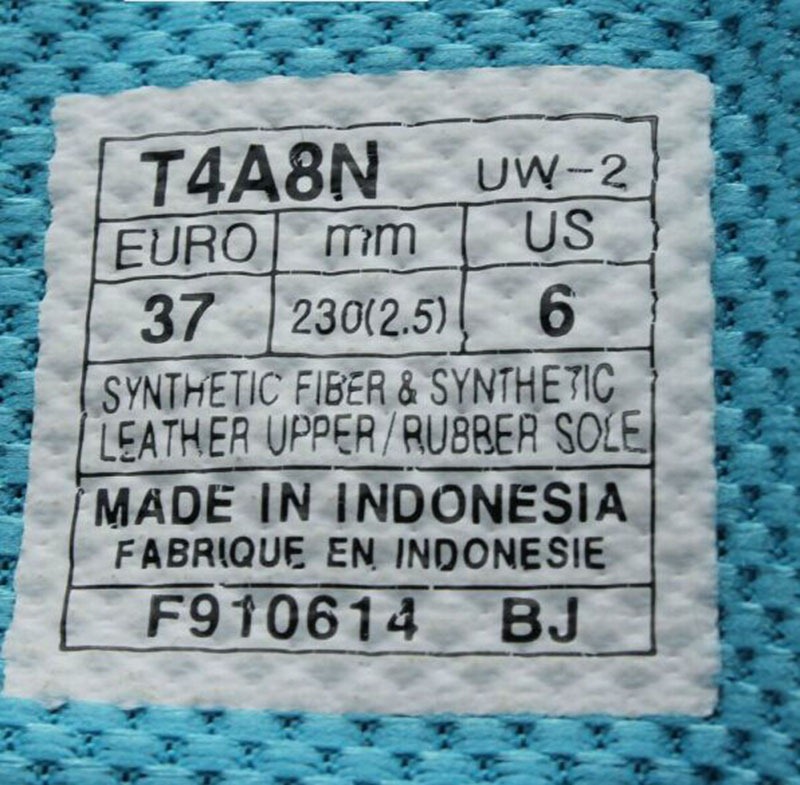 T4A8N UW-2
EURO mm US
37 230(2.5) 6
SYNTHETIC FIBER & SYNTHETIC
LEATHER UPPER/RUBBER SOLE
MADE IN INDONESIA
FABRIQUE EN INDONESIE
F910614 BJ